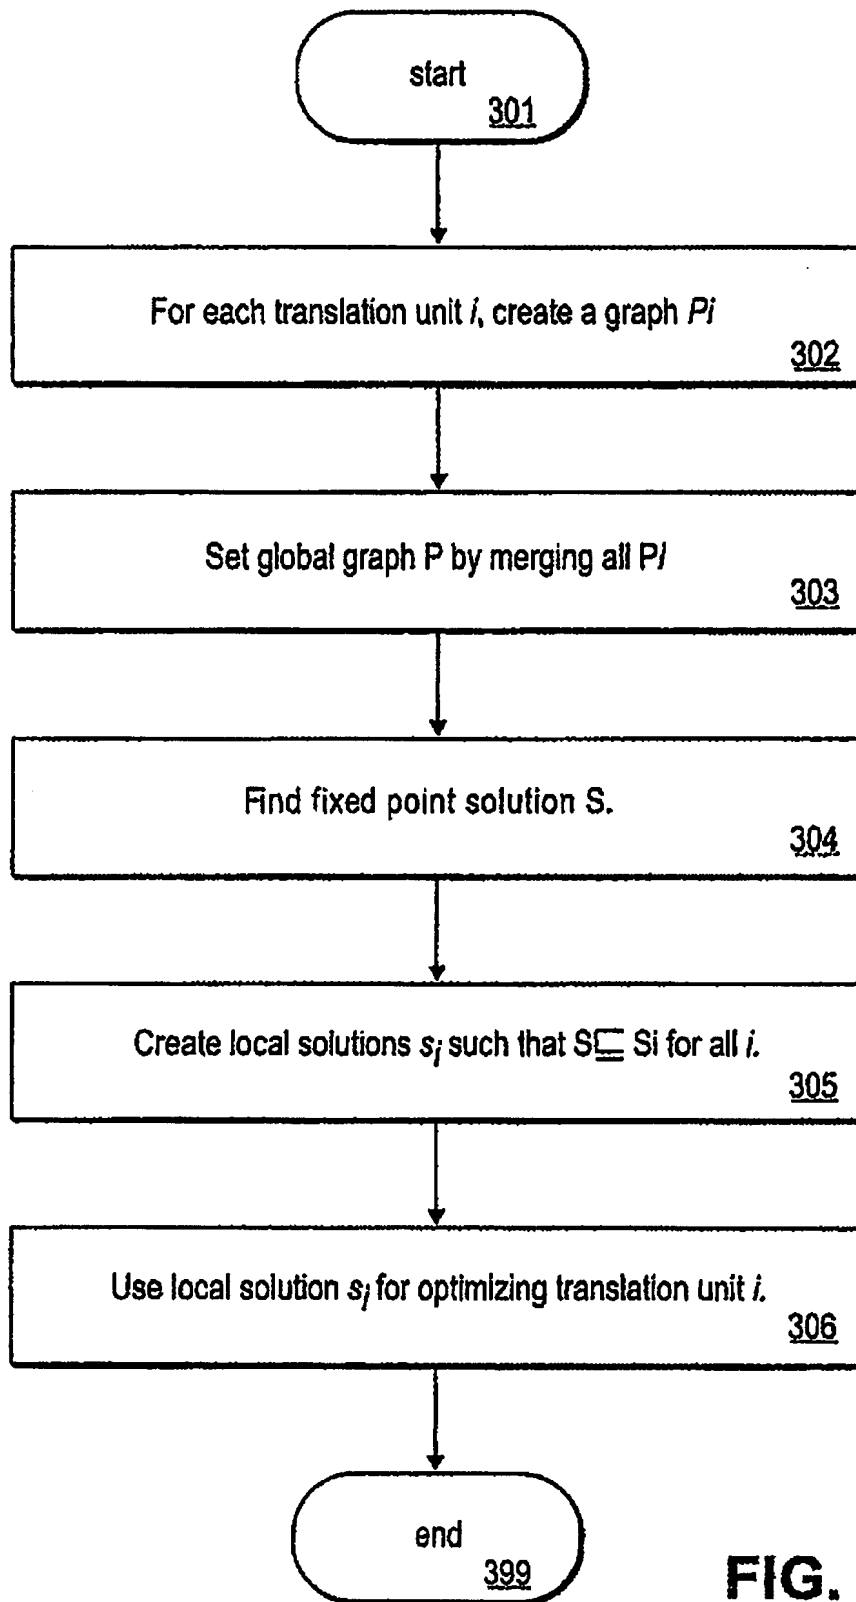 start
301
For each translation unit i, create a graph Pi
302
Set global graph P by merging all Pi
303
Find fixed point solution S.
304
Create local solutions si such that S⊑ Si for all i.
305
Use local solution si for optimizing translation unit i.
306
end
399
FIG.